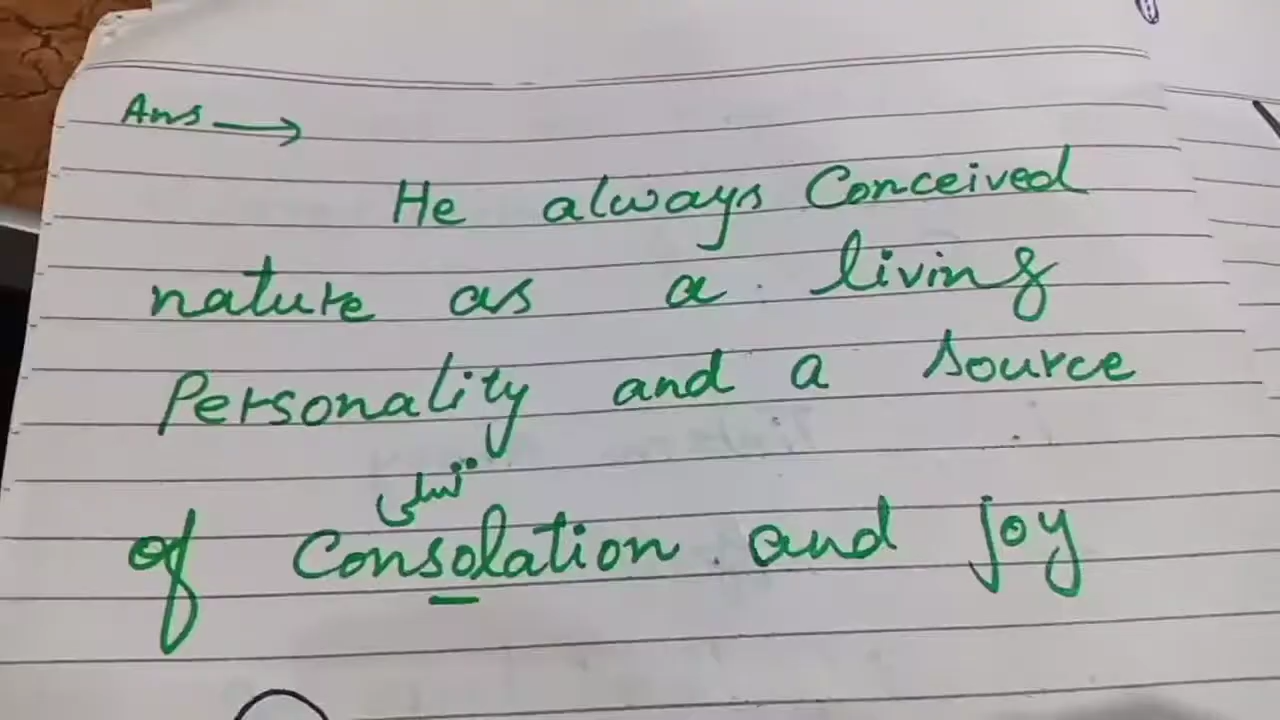 Ans →
He always Conceived
nature as a living
Personality and a source
تسلی
of Consolation and joy